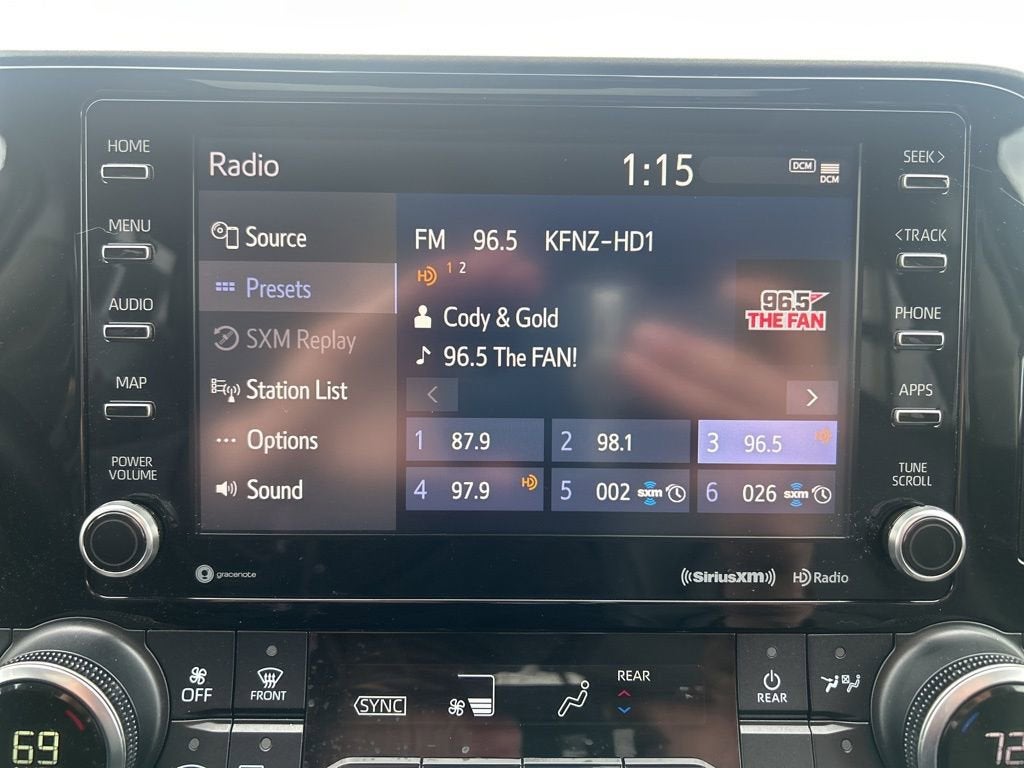 HOME
MENU
AUDIO
MAP
POWER
VOLUME
Radio
1:15
DCM
DCM
Source
Presets
SXM Replay
Station List
Options
Sound
FM 96.5 KFNZ-HD1
HD 1 2
Cody & Gold
96.5 The FAN!
96.5
THE FAN
<
>
1 87.9
2 98.1
3 96.5 HD
4 97.9 HD
5 002 sxm
6 026 sxm
SEEK >
< TRACK
PHONE
APPS
TUNE
SCROLL
gracenote
((SiriusXM))
HD Radio
OFF
FRONT
SYNC
REAR
REAR
69
72